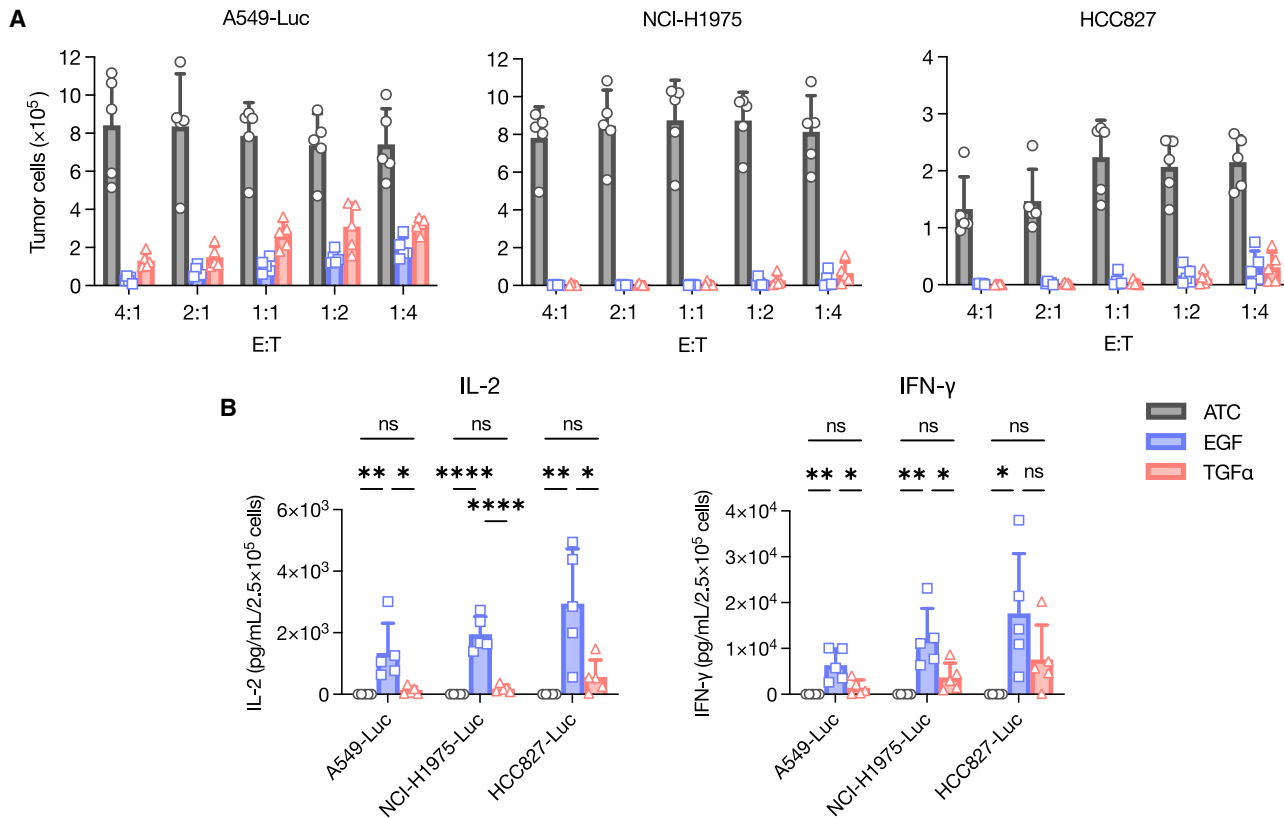 A
A549-Luc
NCI-H1975
HCC827
Tumor cells (×10⁵)
12
10
8
6
4
2
0
4:1 2:1 1:1 1:2 1:4
E:T
12
10
8
6
4
2
0
4:1 2:1 1:1 1:2 1:4
E:T
4
3
2
1
0
4:1 2:1 1:1 1:2 1:4
E:T
B
IL-2
ns ns ns
** * **** ** *
****
IL-2 (pg/mL/2.5×10⁵ cells)
6×10³
4×10³
2×10³
0
A549-Luc
NCI-H1975-Luc
HCC827-Luc
IFN-γ
ns ns ns
** * ** * * ns
IFN-γ (pg/mL/2.5×10⁵ cells)
4×10⁴
3×10⁴
2×10⁴
1×10⁴
0
A549-Luc
NCI-H1975-Luc
HCC827-Luc
ATC
EGF
TGFα